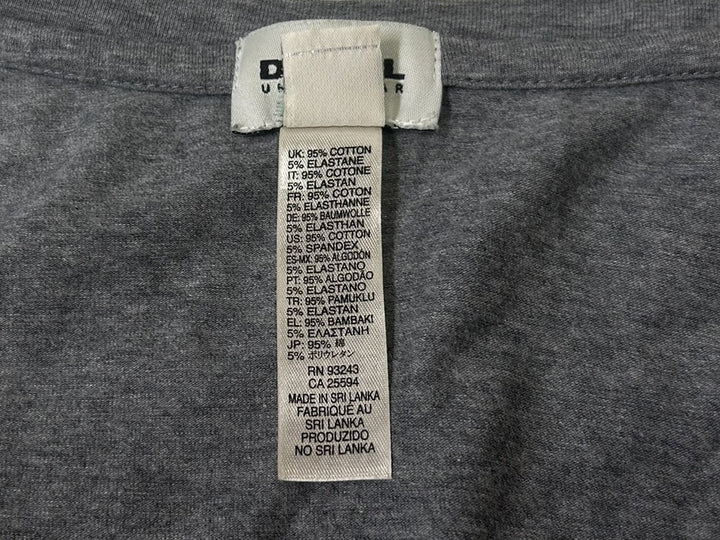 UK: 95% COTTON
5% ELASTANE
IT: 95% COTONE
5% ELASTAN
FR: 95% COTON
5% ELASTHANNE
DE: 95% BAUMWOLLE
5% ELASTHAN
US: 95% COTTON
5% SPANDEX
ES-MX: 95% ALGODÓN
5% ELASTANO
PT: 95% ALGODÃO
5% ELASTANO
TR: 95% PAMUKLU
5% ELASTAN
EL: 95% BAMBAKI
5% ΕΛΑΣΤΑΝΗ
JP: 95% 綿
5% ポリウレタン
RN 93243
CA 25594
MADE IN SRI LANKA
FABRIQUÉ AU
SRI LANKA
PRODUZIDO
NO SRI LANKA